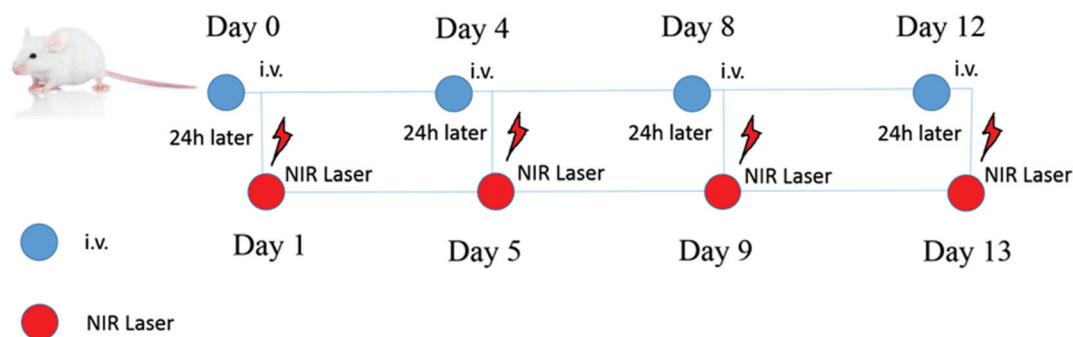 Day 0 Day 4 Day 8 Day 12
i.v. i.v. i.v. i.v.
24h later 24h later 24h later 24h later
NIR Laser NIR Laser NIR Laser NIR Laser
Day 1 Day 5 Day 9 Day 13
i.v.
NIR Laser